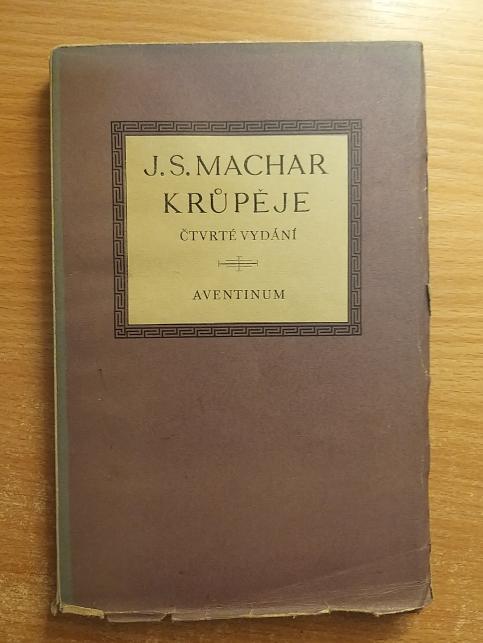 J. S. MACHAR
KRŮPĚJE
ČTVRTÉ VYDÁNÍ
AVENTINUM